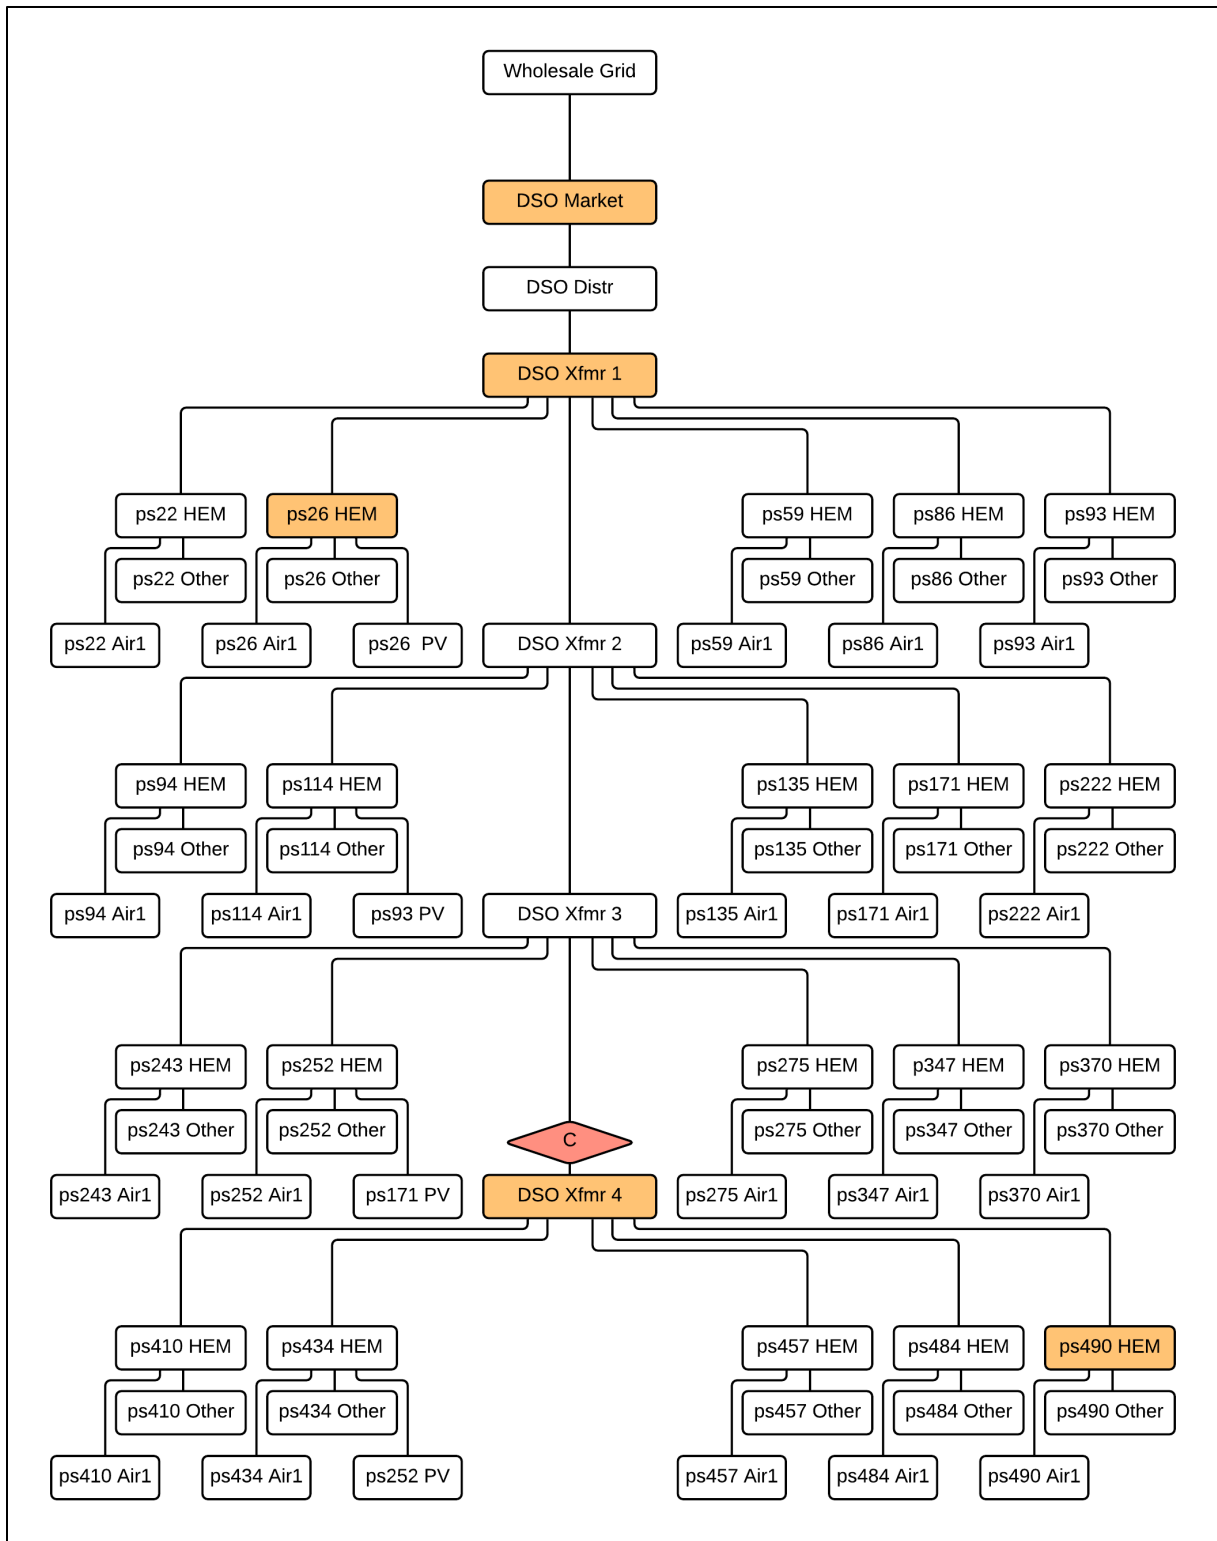 Wholesale Grid
DSO Market
DSO Distr
DSO Xfmr 1
ps22 HEM
ps26 HEM
ps59 HEM
ps86 HEM
ps93 HEM
ps22 Other
ps26 Other
ps59 Other
ps86 Other
ps93 Other
ps22 Air1
ps26 Air1
ps26 PV
DSO Xfmr 2
ps59 Air1
ps86 Air1
ps93 Air1
ps94 HEM
ps114 HEM
ps135 HEM
ps171 HEM
ps222 HEM
ps94 Other
ps114 Other
ps135 Other
ps171 Other
ps222 Other
ps94 Air1
ps114 Air1
ps93 PV
DSO Xfmr 3
ps135 Air1
ps171 Air1
ps222 Air1
ps243 HEM
ps252 HEM
ps275 HEM
p347 HEM
ps370 HEM
ps243 Other
ps252 Other
C
ps275 Other
ps347 Other
ps370 Other
ps243 Air1
ps252 Air1
ps171 PV
DSO Xfmr 4
ps275 Air1
ps347 Air1
ps370 Air1
ps410 HEM
ps434 HEM
ps457 HEM
ps484 HEM
ps490 HEM
ps410 Other
ps434 Other
ps457 Other
ps484 Other
ps490 Other
ps410 Air1
ps434 Air1
ps252 PV
ps457 Air1
ps484 Air1
ps490 Air1